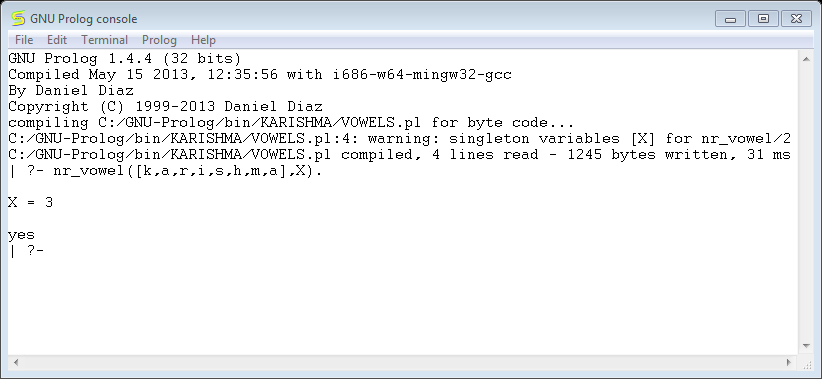 GNU Prolog console
File Edit Terminal Prolog Help
GNU Prolog 1.4.4 (32 bits)
Compiled May 15 2013, 12:35:56 with i686-w64-mingw32-gcc
By Daniel Diaz
Copyright (C) 1999-2013 Daniel Diaz
compiling C:/GNU-Prolog/bin/KARISHMA/VOWELS.pl for byte code...
C:/GNU-Prolog/bin/KARISHMA/VOWELS.pl:4: warning: singleton variables [X] for nr_vowel/2
C:/GNU-Prolog/bin/KARISHMA/VOWELS.pl compiled, 4 lines read - 1245 bytes written, 31 ms
| ?- nr_vowel([k,a,r,i,s,h,m,a],X).
X = 3
yes
| ?-